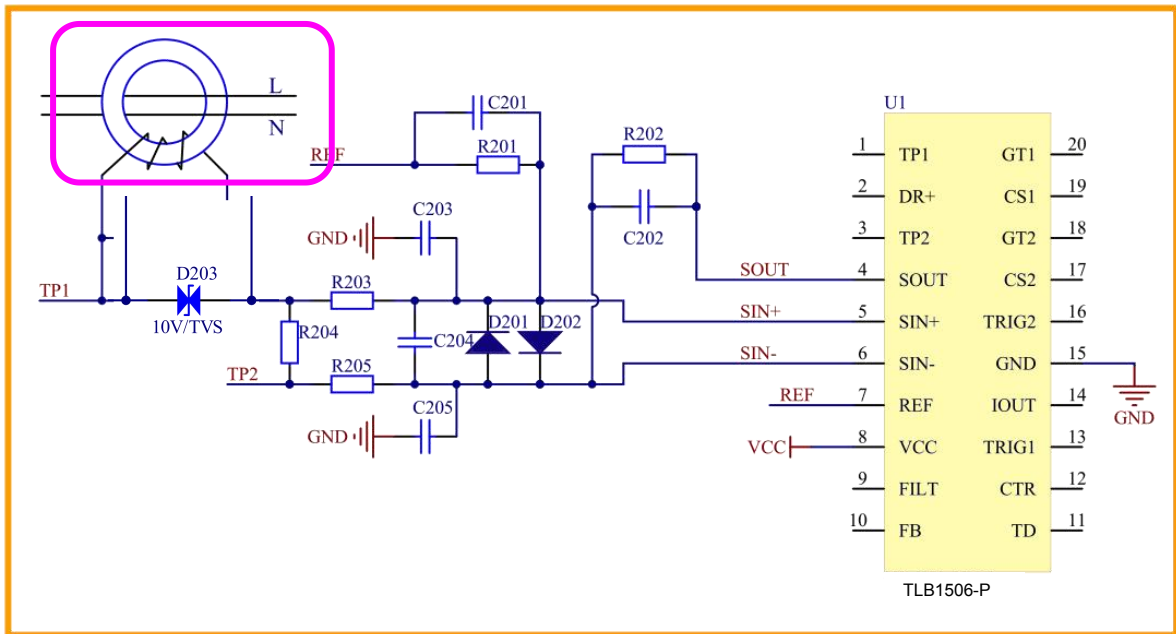 L
N
C201
R201
REF
R202
C202
C203
GND
U1
1 TP1 GT1 20
2 DR+ CS1 19
3 TP2 GT2 18
SOUT 4 SOUT CS2 17
SIN+ 5 SIN+ TRIG2 16
SIN- 6 SIN- GND 15
REF 7 REF IOUT 14
VCC 8 VCC TRIG1 13
9 FILT CTR 12
10 FB TD 11
GND
TLB1506-P
TP1
D203
10V/TVS
R203
R204
C204
D201
D202
TP2
R205
C205
GND